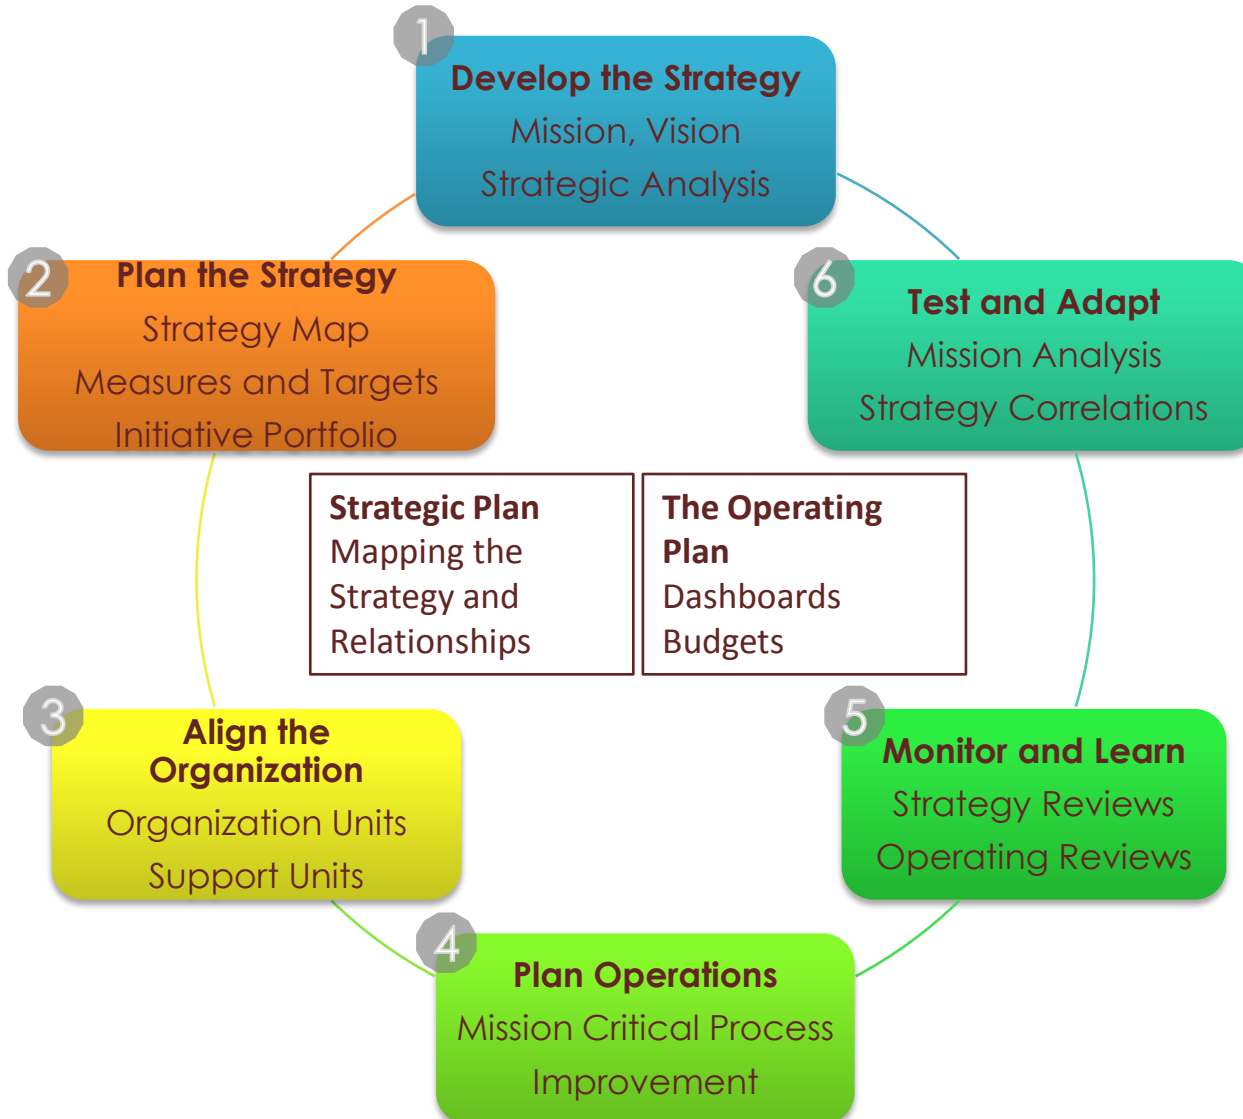 1
Develop the Strategy
Mission, Vision
Strategic Analysis
2
Plan the Strategy
Strategy Map
Measures and Targets
Initiative Portfolio
3
Align the
Organization
Organization Units
Support Units
4
Plan Operations
Mission Critical Process
Improvement
5
Monitor and Learn
Strategy Reviews
Operating Reviews
6
Test and Adapt
Mission Analysis
Strategy Correlations
Strategic Plan
Mapping the
Strategy and
Relationships
The Operating
Plan
Dashboards
Budgets